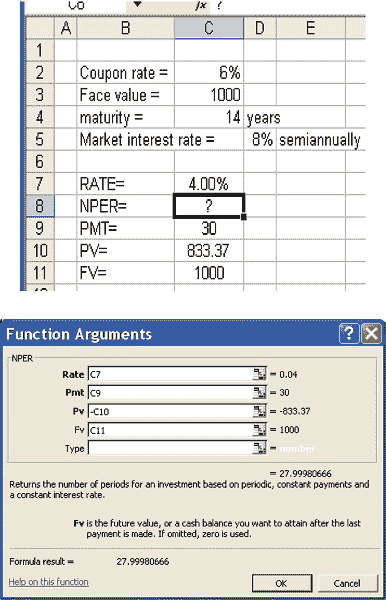 fx ?
A B C D E
1
2 Coupon rate = 6%
3 Face value = 1000
4 maturity = 14 years
5 Market interest rate = 8% semiannually
6
7 RATE= 4.00%
8 NPER= ?
9 PMT= 30
10 PV= 833.37
11 FV= 1000
Function Arguments
NPER
Rate C7 = 0.04
Pmt C9 = 30
Pv -C10 = -833.37
Fv C11 = 1000
Type = number
= 27.99980666
Returns the number of periods for an investment based on periodic, constant payments and
a constant interest rate.
Fv is the future value, or a cash balance you want to attain after the last
payment is made. If omitted, zero is used.
Formula result = 27.99980666
Help on this function OK Cancel